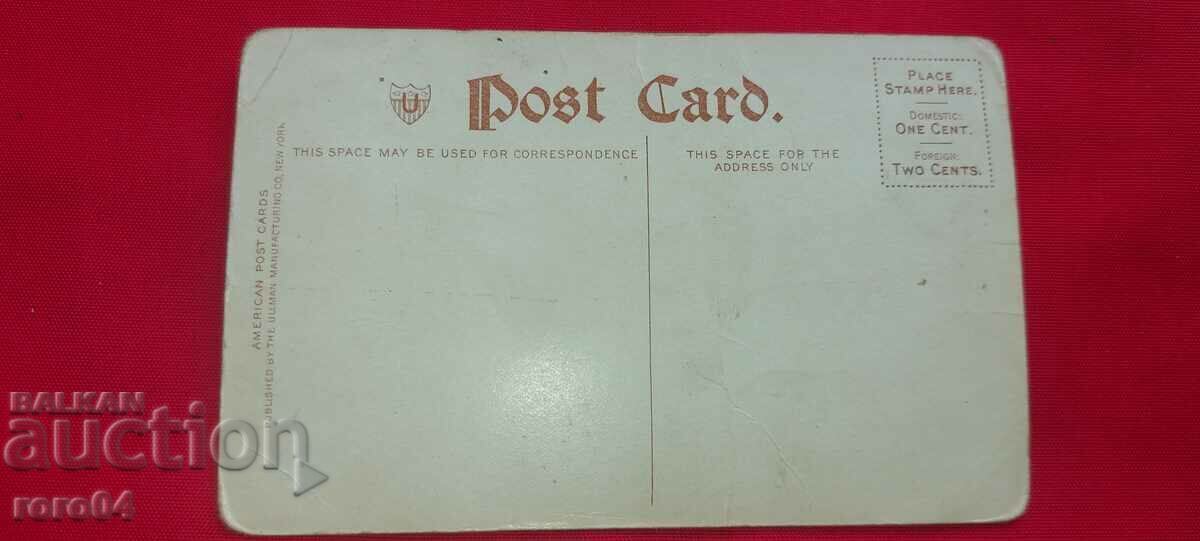 U
Post Card.
PLACE
STAMP HERE.
DOMESTIC:
ONE CENT.
FOREIGN:
TWO CENTS.
THIS SPACE MAY BE USED FOR CORRESPONDENCE
THIS SPACE FOR THE
ADDRESS ONLY
AMERICAN POST CARDS
PUBLISHED BY THE ULLMAN MANUFACTURING CO. NEW YORK
BALKAN
auction
roro04